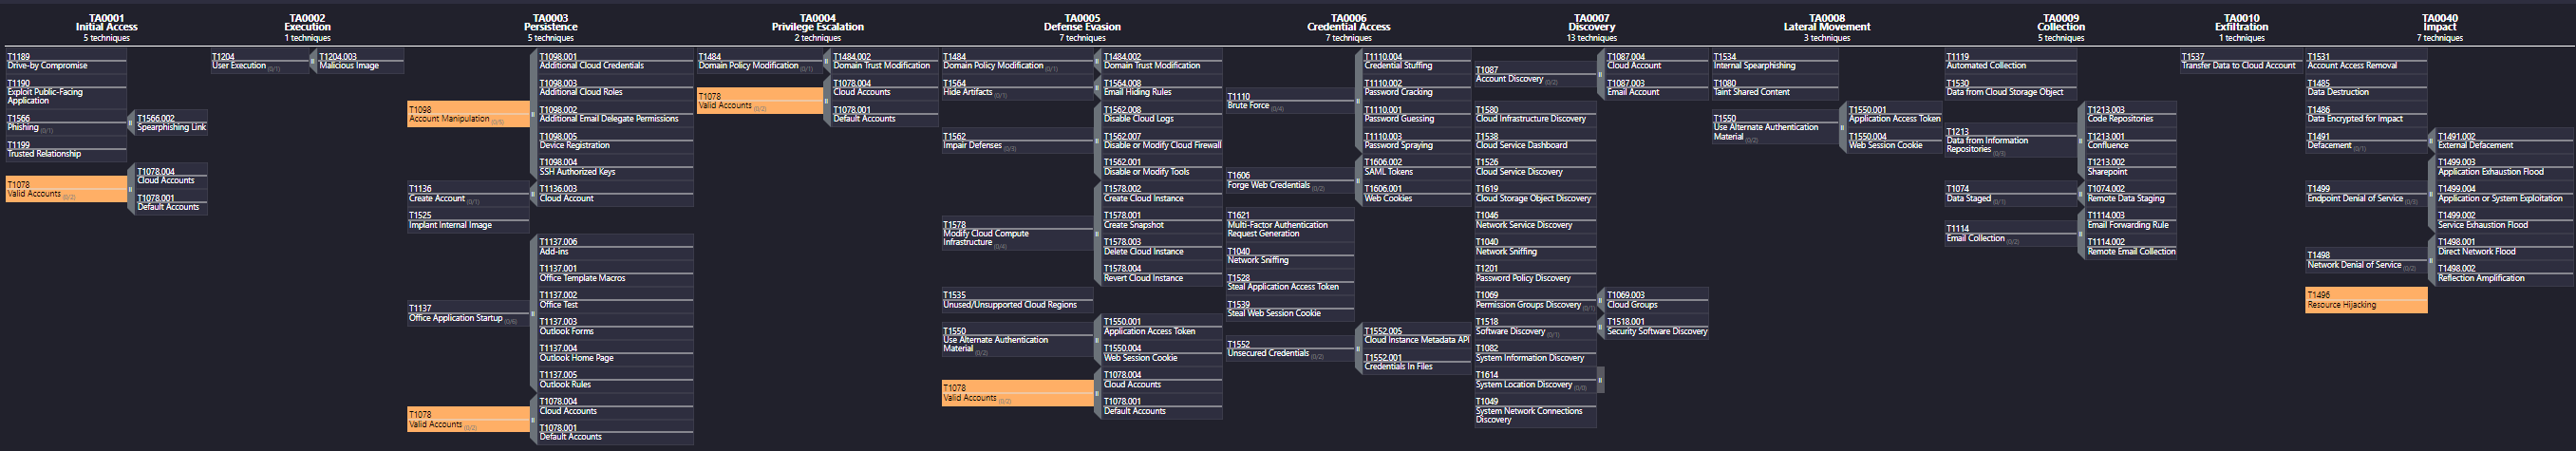 TA0001
Initial Access
5 techniques
T1189
Drive-by Compromise
T1190
Exploit Public-Facing
Application
T1566
Phishing (0/1)
T1566.002
Spearphishing Link
T1199
Trusted Relationship
T1078
Valid Accounts (0/2)
T1078.004
Cloud Accounts
T1078.001
Default Accounts
TA0002
Execution
1 techniques
T1204
User Execution (0/1)
T1204.003
Malicious Image
TA0003
Persistence
5 techniques
T1098
Account Manipulation (0/5)
T1098.001
Additional Cloud Credentials
T1098.003
Additional Cloud Roles
T1098.002
Additional Email Delegate Permissions
T1098.005
Device Registration
T1098.004
SSH Authorized Keys
T1136
Create Account (0/1)
T1136.003
Cloud Account
T1525
Implant Internal Image
T1137
Office Application Startup (0/6)
T1137.006
Add-ins
T1137.001
Office Template Macros
T1137.002
Office Test
T1137.003
Outlook Forms
T1137.004
Outlook Home Page
T1137.005
Outlook Rules
T1078
Valid Accounts (0/2)
T1078.004
Cloud Accounts
T1078.001
Default Accounts
TA0004
Privilege Escalation
2 techniques
T1484
Domain Policy Modification (0/1)
T1484.002
Domain Trust Modification
T1078
Valid Accounts (0/2)
T1078.004
Cloud Accounts
T1078.001
Default Accounts
TA0005
Defense Evasion
7 techniques
T1484
Domain Policy Modification (0/1)
T1484.002
Domain Trust Modification
T1564
Hide Artifacts (0/1)
T1564.008
Email Hiding Rules
T1562
Impair Defenses (0/3)
T1562.008
Disable Cloud Logs
T1562.007
Disable or Modify Cloud Firewall
T1562.001
Disable or Modify Tools
T1578
Modify Cloud Compute
Infrastructure (0/4)
T1578.002
Create Cloud Instance
T1578.001
Create Snapshot
T1578.003
Delete Cloud Instance
T1578.004
Revert Cloud Instance
T1535
Unused/Unsupported Cloud Regions
T1550
Use Alternate Authentication
Material (0/2)
T1550.001
Application Access Token
T1550.004
Web Session Cookie
T1078
Valid Accounts (0/2)
T1078.004
Cloud Accounts
T1078.001
Default Accounts
TA0006
Credential Access
7 techniques
T1110
Brute Force (0/4)
T1110.004
Credential Stuffing
T1110.002
Password Cracking
T1110.001
Password Guessing
T1110.003
Password Spraying
T1606
Forge Web Credentials (0/2)
T1606.002
SAML Tokens
T1606.001
Web Cookies
T1621
Multi-Factor Authentication
Request Generation
T1040
Network Sniffing
T1528
Steal Application Access Token
T1539
Steal Web Session Cookie
T1552
Unsecured Credentials (0/2)
T1552.005
Cloud Instance Metadata API
T1552.001
Credentials In Files
TA0007
Discovery
13 techniques
T1087
Account Discovery (0/2)
T1087.004
Cloud Account
T1087.003
Email Account
T1580
Cloud Infrastructure Discovery
T1538
Cloud Service Dashboard
T1526
Cloud Service Discovery
T1619
Cloud Storage Object Discovery
T1046
Network Service Discovery
T1040
Network Sniffing
T1201
Password Policy Discovery
T1069
Permission Groups Discovery (0/1)
T1069.003
Cloud Groups
T1518
Software Discovery (0/1)
T1518.001
Security Software Discovery
T1082
System Information Discovery
T1614
System Location Discovery (0/0)
T1049
System Network Connections
Discovery
TA0008
Lateral Movement
3 techniques
T1534
Internal Spearphishing
T1080
Taint Shared Content
T1550
Use Alternate Authentication
Material (0/2)
T1550.001
Application Access Token
T1550.004
Web Session Cookie
TA0009
Collection
5 techniques
T1119
Automated Collection
T1530
Data from Cloud Storage Object
T1213
Data from Information
Repositories (0/3)
T1213.003
Code Repositories
T1213.001
Confluence
T1213.002
Sharepoint
T1074
Data Staged (0/1)
T1074.002
Remote Data Staging
T1114
Email Collection (0/2)
T1114.003
Email Forwarding Rule
T1114.002
Remote Email Collection
TA0010
Exfiltration
1 techniques
T1537
Transfer Data to Cloud Account
TA0040
Impact
7 techniques
T1531
Account Access Removal
T1485
Data Destruction
T1486
Data Encrypted for Impact
T1491
Defacement (0/1)
T1491.002
External Defacement
T1499
Endpoint Denial of Service (0/3)
T1499.003
Application Exhaustion Flood
T1499.004
Application or System Exploitation
T1499.002
Service Exhaustion Flood
T1498
Network Denial of Service (0/2)
T1498.001
Direct Network Flood
T1498.002
Reflection Amplification
T1496
Resource Hijacking